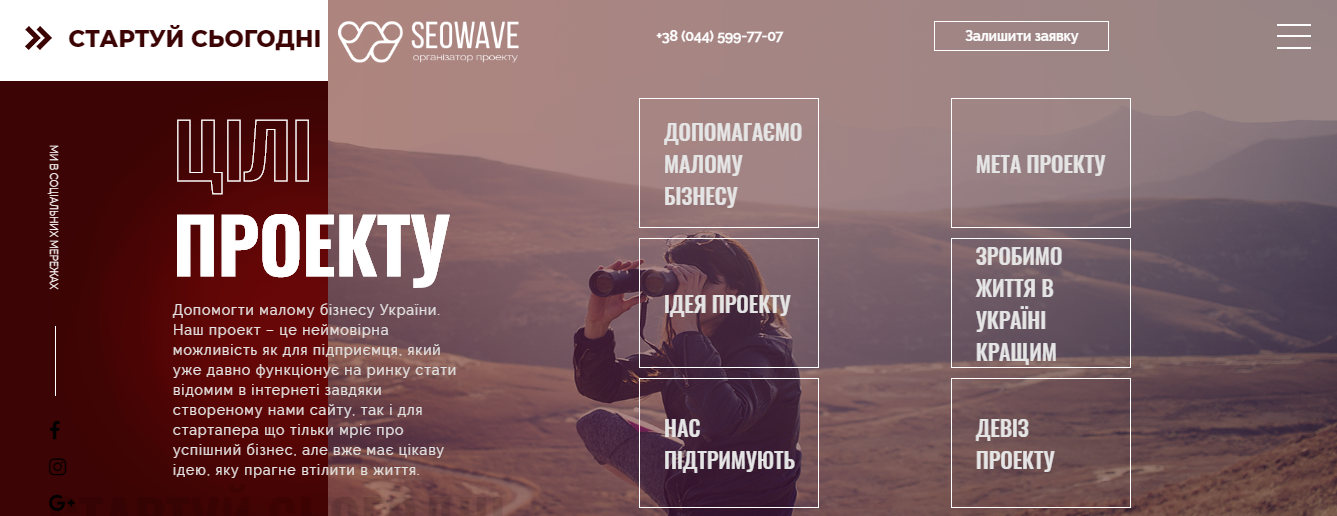 СТАРТУЙ СЬОГОДНІ
SEOWAVE
організатор проекту
+38 (044) 599-77-07
Залишити заявку
МИ В СОЦІАЛЬНИХ МЕРЕЖАХ
ЦІЛІ
ПРОЕКТУ
Допомогти малому бізнесу України.
Наш проект – це неймовірна
можливість як для підприємця, який
уже давно функціонує на ринку стати
відомим в інтернеті завдяки
створеному нами сайту, так і для
стартапера що тільки мріє про
успішний бізнес, але вже має цікаву
ідею, яку прагне втілити в життя.
ДОПОМАГАЄМО
МАЛОМУ
БІЗНЕСУ
МЕТА ПРОЕКТУ
ІДЕЯ ПРОЕКТУ
ЗРОБИМО
ЖИТТЯ В
УКРАЇНІ
КРАЩИМ
НАС
ПІДТРИМУЮТЬ
ДЕВІЗ
ПРОЕКТУ
G+